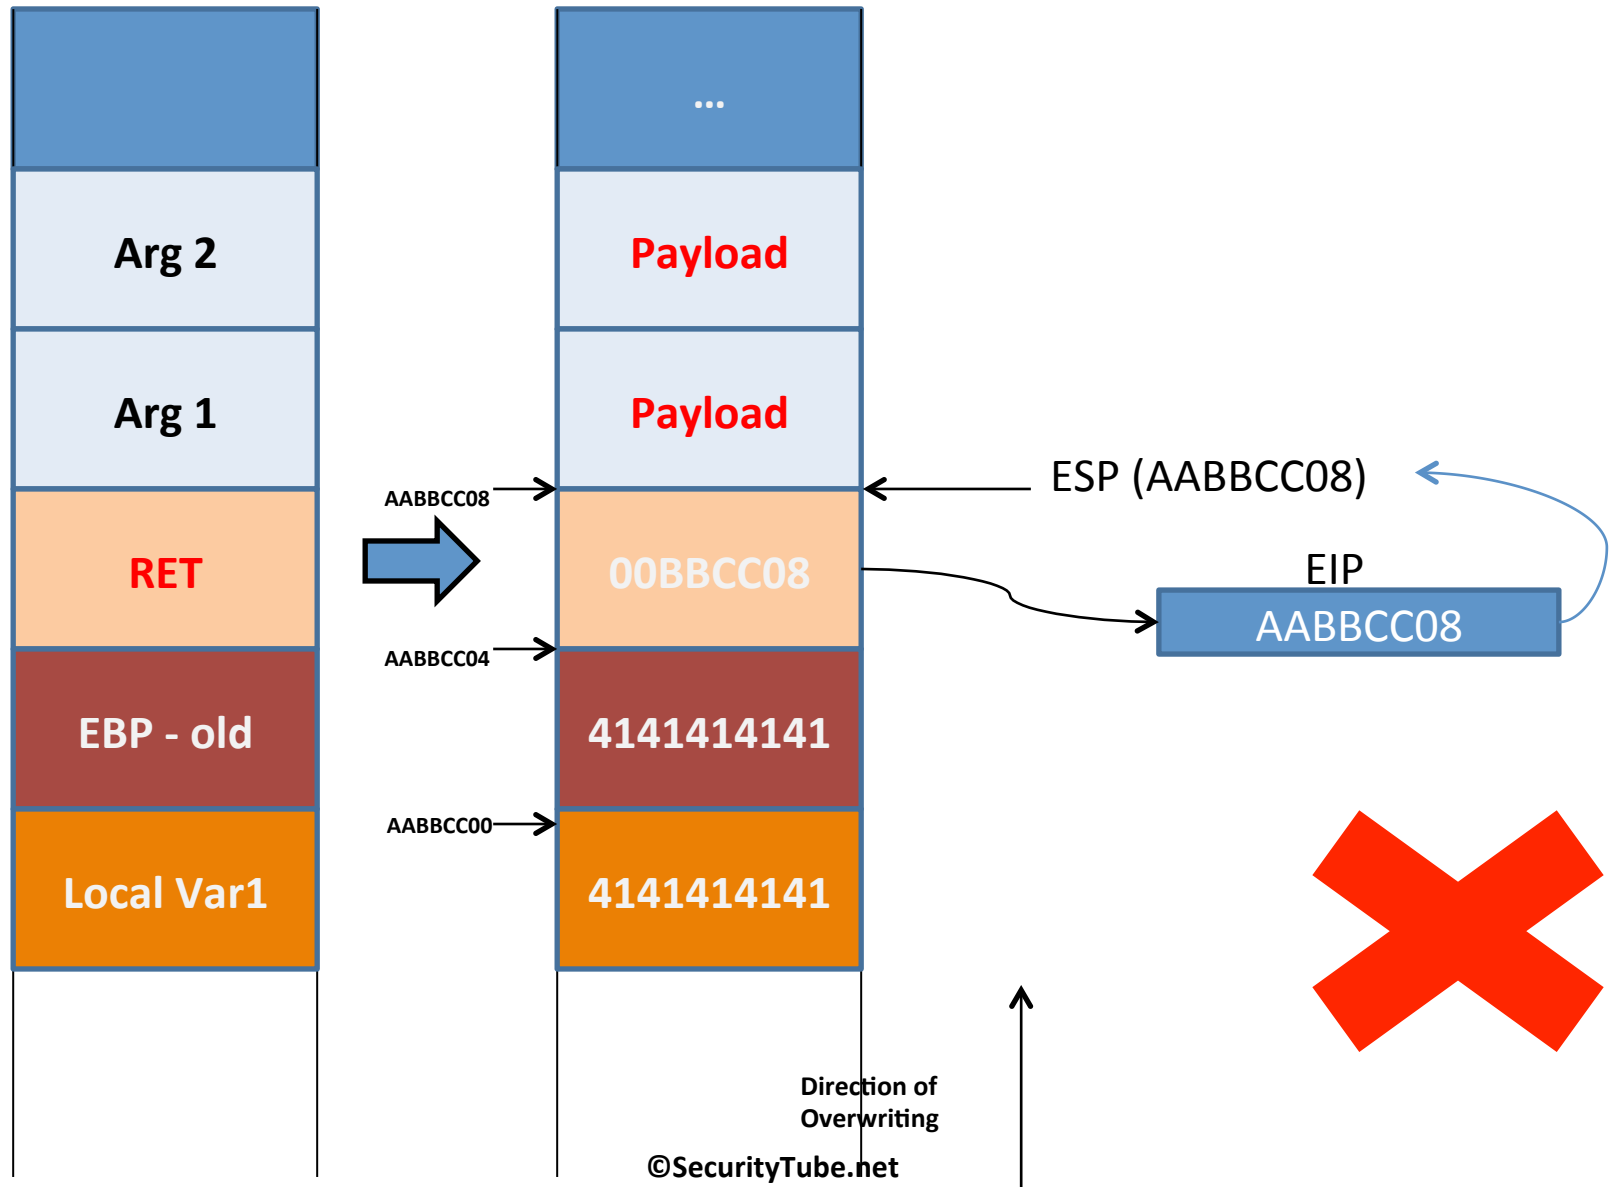 ...
Arg 2
Payload
Arg 1
Payload
ESP (AABBCC08)
AABBCC08
RET
00BBCC08
EIP
AABBCC08
AABBCC04
EBP - old
4141414141
AABBCC00
Local Var1
4141414141
Direction of
Overwriting
©SecurityTube.net